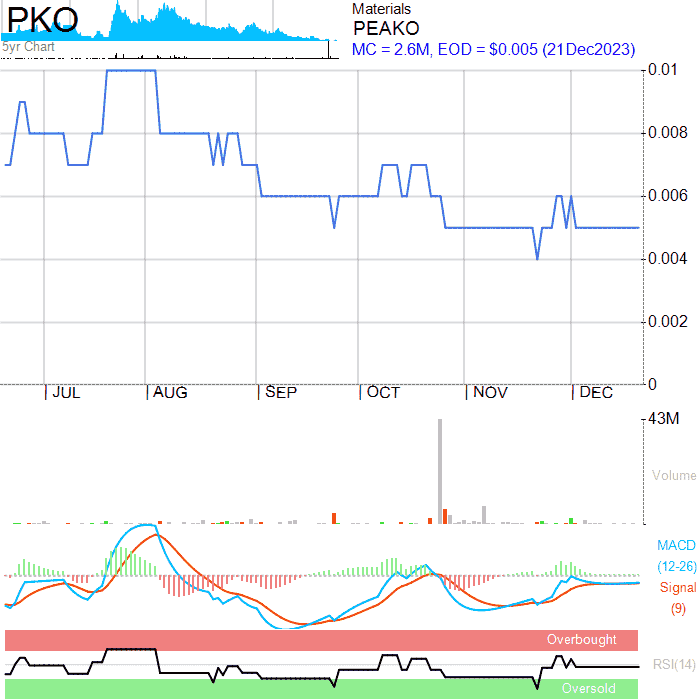 PKO
5yr Chart
Materials
PEAKO
MC = 2.6M, EOD = $0.005 (21Dec2023)
0.01
0.008
0.006
0.004
0.002
0
JUL AUG SEP OCT NOV DEC
43M
Volume
MACD
(12-26)
Signal
(9)
Overbought
RSI(14)
Oversold